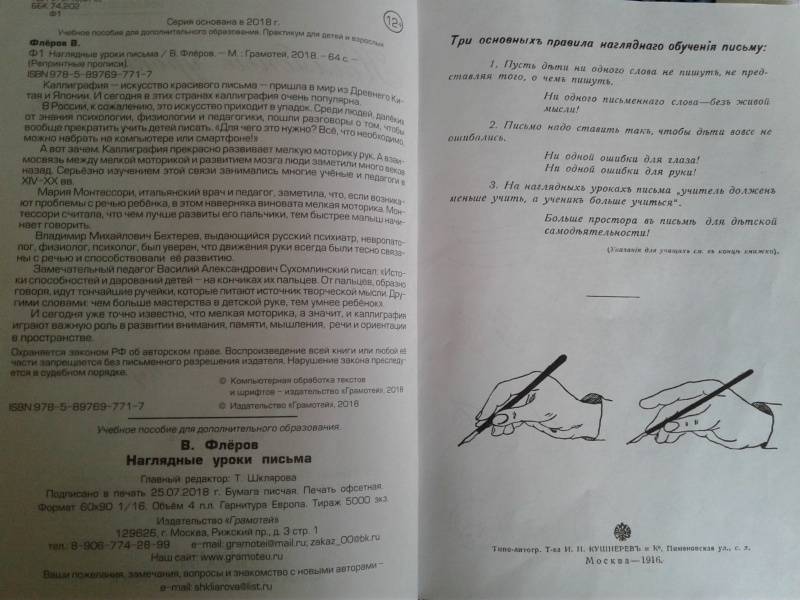 ББК 74.202
Ф1
12+
Серия основана в 2018 г.
Учебное пособие для дополнительного образования. Практикум для детей и взрослых
Флёров В.
Ф1 Наглядные уроки письма / В. Флёров. – М. : Грамотей, 2018. – 64 с. –
(Репринтные прописи).
ISBN 978-5-89769-771-7
Каллиграфия – искусство красивого письма – пришла в мир из Древнего Ки-
тая и Японии. И сегодня в этих странах каллиграфия очень популярна.
В России, к сожалению, это искусство приходит в упадок. Среди людей, далёких
от знания психологии, физиологии и педагогики, пошли разговоры о том, чтобы
вообще прекратить учить детей писать. «Для чего это нужно? Всё, что необходимо,
можно набрать на компьютере или смартфоне!»
А вот зачем. Каллиграфия прекрасно развивает мелкую моторику рук. А взаи-
мосвязь между мелкой моторикой и развитием мозга люди заметили много веков
назад. Серьёзно изучением этой связи занимались многие учёные и педагоги в
XIV–XX вв.
Мария Монтессори, итальянский врач и педагог, заметила, что, если возника-
ют проблемы с речью ребёнка, в этом наверняка виновата мелкая моторика. Мон-
тессори считала, что чем лучше развиты его пальчики, тем быстрее малыш начи-
нает говорить.
Владимир Михайлович Бехтерев, выдающийся русский психиатр, невропато-
лог, физиолог, психолог, был уверен, что движения руки всегда были тесно связа-
ны с речью и способствовали её развитию.
Замечательный педагог Василий Александрович Сухомлинский писал: «Исто-
ки способностей и дарований детей – на кончиках их пальцев. От пальцев, образно
говоря, идут тончайшие ручейки, которые питают источник творческой мысли. Дру-
гими словами: чем больше мастерства в детской руке, тем умнее ребёнок».
И сегодня уже точно известно, что мелкая моторика, а значит, и каллиграфия
играют важную роль в развитии внимания, памяти, мышления, речи и ориентации
в пространстве.
Охраняется законом РФ об авторском праве. Воспроизведение всей книги или любой её
части запрещается без письменного разрешения издателя. Нарушение закона преследу-
ется в судебном порядке.
© Компьютерная обработка текстов
и шрифтов – издательство «Грамотей», 2018
ISBN 978-5-89769-771-7
© Издательство «Грамотей», 2018
Учебное пособие для дополнительного образования.
В. Флёров
Наглядные уроки письма
Главный редактор: Т. Шклярова
Подписано в печать 25.07.2018 г. Бумага писчая. Печать офсетная.
Формат 60х90 1/16. Объём 4 п.л. Гарнитура Европа. Тираж 5000 экз.
Издательство «Грамотей»
129626, г. Москва, Рижский пр., д. 3 стр. 1
тел.: 8-906-774-28-99 e-mail: gramotei@mail.ru; zakaz_00@bk.ru
Наш сайт: www.gramoteu.ru
Ваши пожелания, замечания, вопросы и знакомство с новыми авторами –
e-mail: shkliarova@list.ru
Три основныхъ правила нагляднаго обученія письму:
1. Пусть дѣти ни одного слова не пишутъ, не пред-
ставляя того, о чемъ пишутъ.
Ни одного письменнаго слова—безъ живой
мысли!
2. Письмо надо ставить такъ, чтобы дѣти вовсе не
ошибались.
Ни одной ошибки для глаза!
Ни одной ошибки для руки!
3. На наглядныхъ урокахъ письма „учитель долженъ
меньше учить, а ученикъ больше учиться“.
Больше простора въ письмѣ для дѣтской
самодѣятельности!
(Указанія для учащихъ см. въ концѣ книжки).
Типо-литогр. Т-ва И. Н. КУШНЕРЕВЪ и Кº. Пименовская ул., с. д.
Москва—1916.